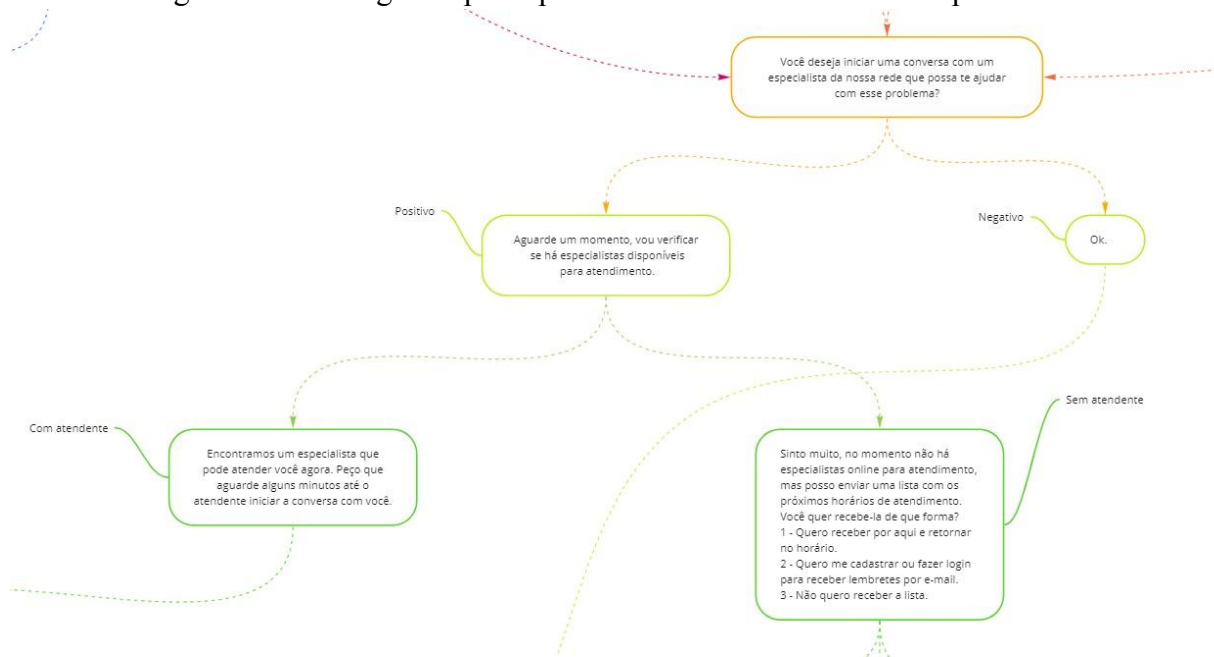 Você deseja iniciar uma conversa com um
especialista da nossa rede que possa te ajudar
com esse problema?
Positivo
Aguarde um momento, vou verificar
se há especialistas disponíveis
para atendimento.
Negativo
Ok.
Com atendente
Encontramos um especialista que
pode atender você agora. Peço que
aguarde alguns minutos até o
atendente iniciar a conversa com você.
Sem atendente
Sinto muito, no momento não há
especialistas online para atendimento,
mas posso enviar uma lista com os
próximos horários de atendimento.
Você quer recebe-la de que forma?
1 - Quero receber por aqui e retornar
no horário.
2 - Quero me cadastrar ou fazer login
para receber lembretes por e-mail.
3 - Não quero receber a lista.